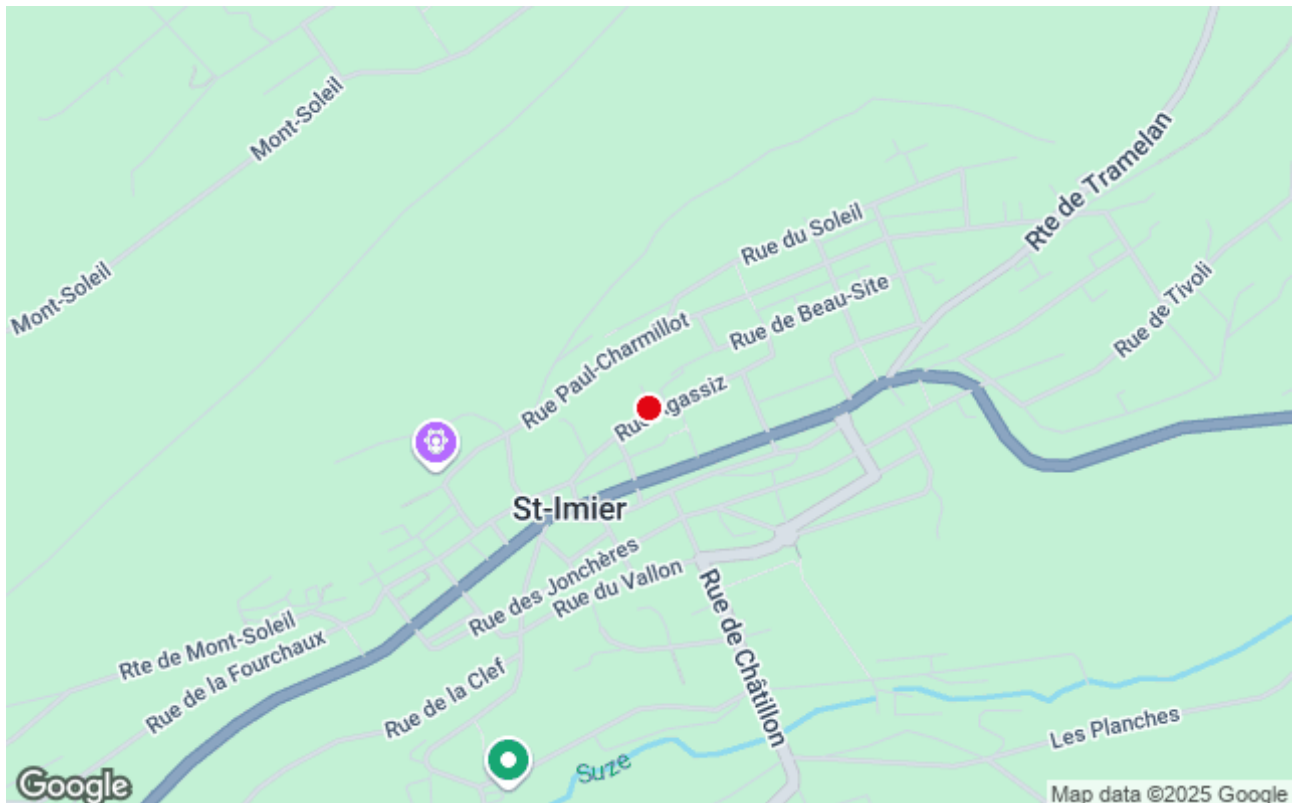 Mont-Soleil
Rte de Tramelan
Rue du Soleil
Mont-Soleil
Rue de Tivoli
Rue de Beau-Site
Rue Paul-Charmillot
Rue Agassiz
St-Imier
Rue des Jonchères
Rue du Vallon
Rue de Châtillon
Rte de Mont-Soleil
Rue de la Fourchaux
Rue de la Clef
Les Planches
Suze
Google
Map data ©2025 Google